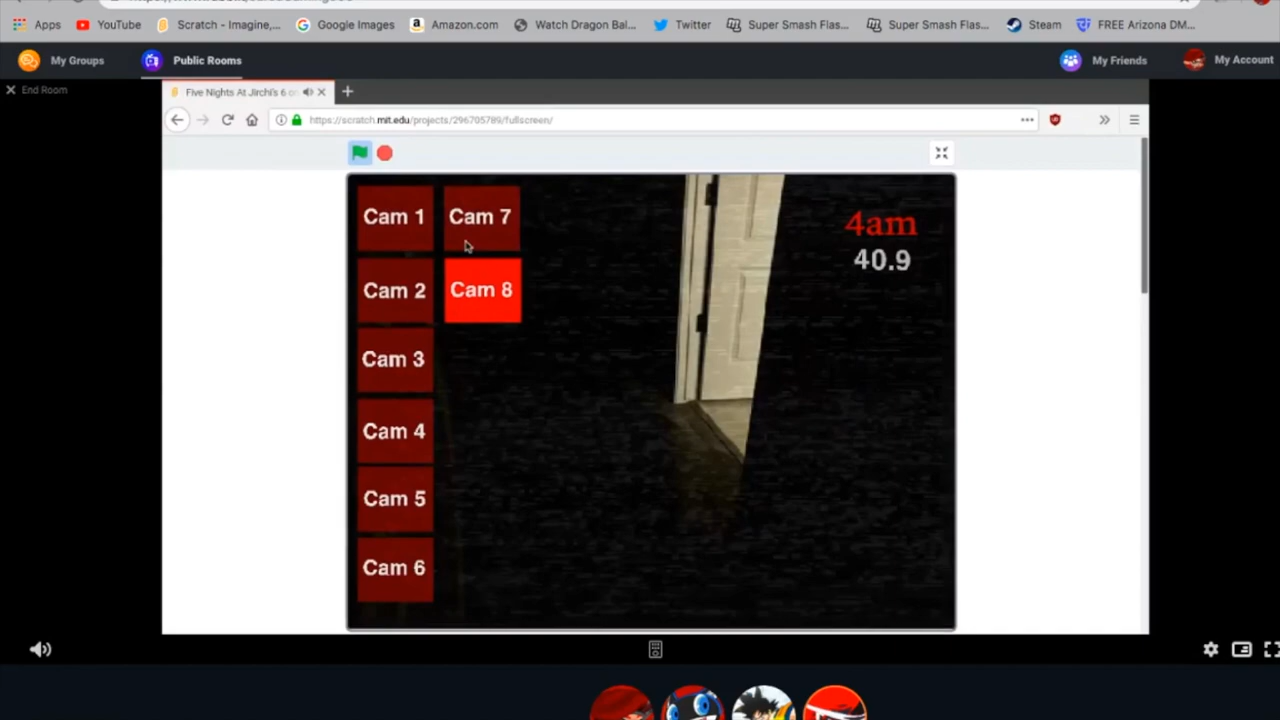 Apps YouTube Scratch - Imagine,... Google Images Amazon.com Watch Dragon Bal... Twitter Super Smash Flas... Super Smash Flas... Steam FREE Arizona DM...
My Groups Public Rooms My Friends My Account
End Room
Five Nights At Jirchi's 6 on
https://scratch.mit.edu/projects/296705789/fullscreen/
Cam 1 Cam 7
4am
40.9
Cam 2 Cam 8
Cam 3
Cam 4
Cam 5
Cam 6